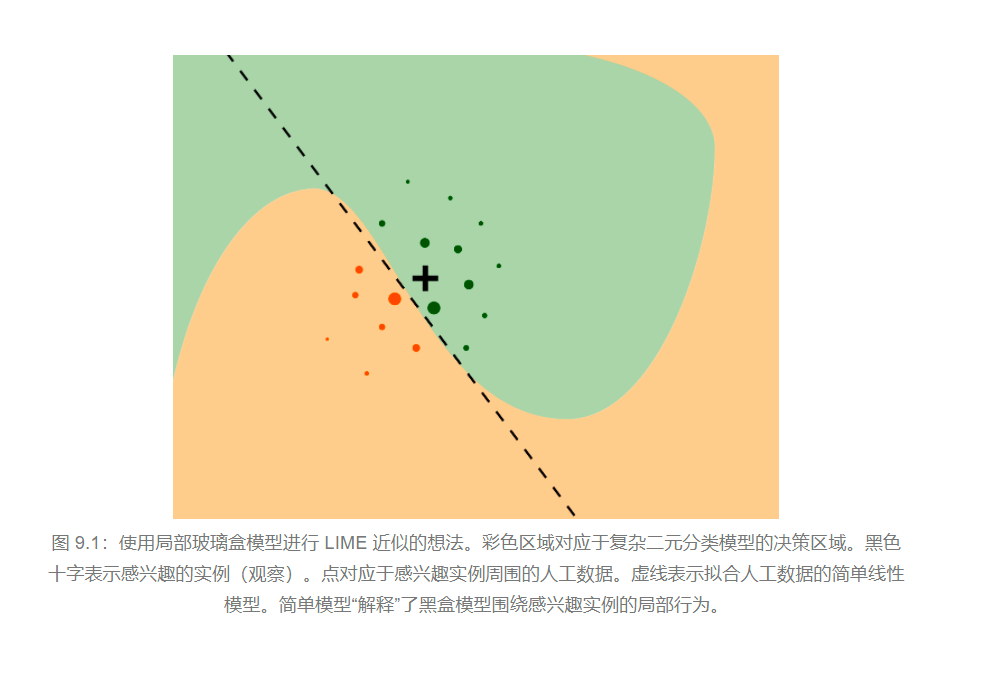 图 9.1：使用局部玻璃盒模型进行 LIME 近似的想法。彩色区域对应于复杂二元分类模型的决策区域。黑色
十字表示感兴趣的实例（观察）。点对应于感兴趣实例周围的人工数据。虚线表示拟合人工数据的简单线性
模型。简单模型“解释”了黑盒模型围绕感兴趣实例的局部行为。